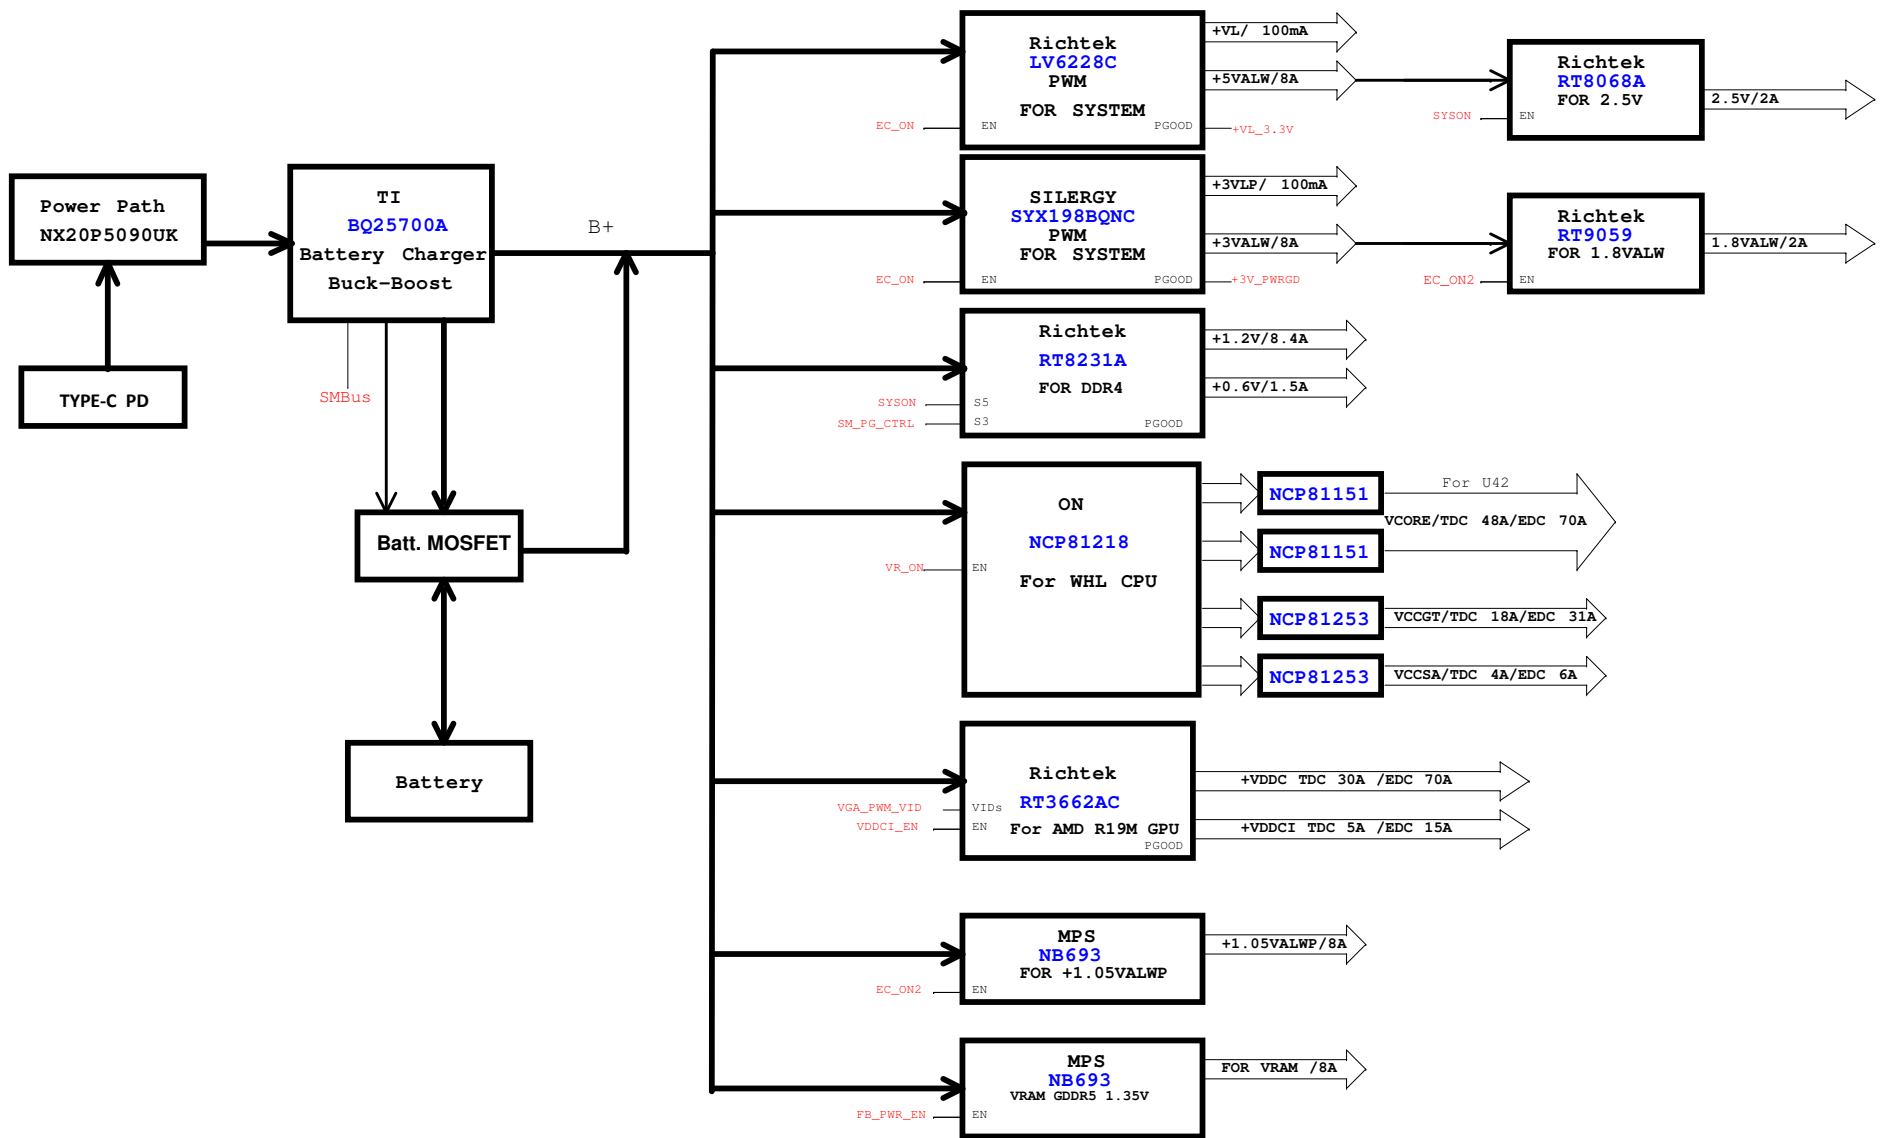 TYPE-C PD
Power Path
NX20P5090UK
TI
BQ25700A
Battery Charger
Buck-Boost
SMBus
B+
Batt. MOSFET
Battery
Richtek
LV6228C
PWM
FOR SYSTEM
EC_ON
EN
PGOOD
+VL/ 100mA
+5VALW/8A
+VL_3.3V
Richtek
RT8068A
FOR 2.5V
SYSON
EN
2.5V/2A
SILERGY
SYX198BQNC
PWM
FOR SYSTEM
EC_ON
EN
PGOOD
+3VLP/ 100mA
+3VALW/8A
+3V_PWRGD
Richtek
RT9059
FOR 1.8VALW
EC_ON2
EN
1.8VALW/2A
Richtek
RT8231A
FOR DDR4
SYSON
S5
SM_PG_CTRL
S3
PGOOD
+1.2V/8.4A
+0.6V/1.5A
ON
NCP81218
For WHL CPU
VR_ON
EN
NCP81151
For U42
VCORE/TDC 48A/EDC 70A
NCP81151
NCP81253
VCCGT/TDC 18A/EDC 31A
NCP81253
VCCSA/TDC 4A/EDC 6A
Richtek
RT3662AC
For AMD R19M GPU
VGA_PWM_VID
VIDs
VDDCI_EN
EN
PGOOD
+VDDC TDC 30A /EDC 70A
+VDDCI TDC 5A /EDC 15A
MPS
NB693
FOR +1.05VALWP
EC_ON2
EN
+1.05VALWP/8A
MPS
NB693
VRAM GDDR5 1.35V
FB_PWR_EN
EN
FOR VRAM /8A